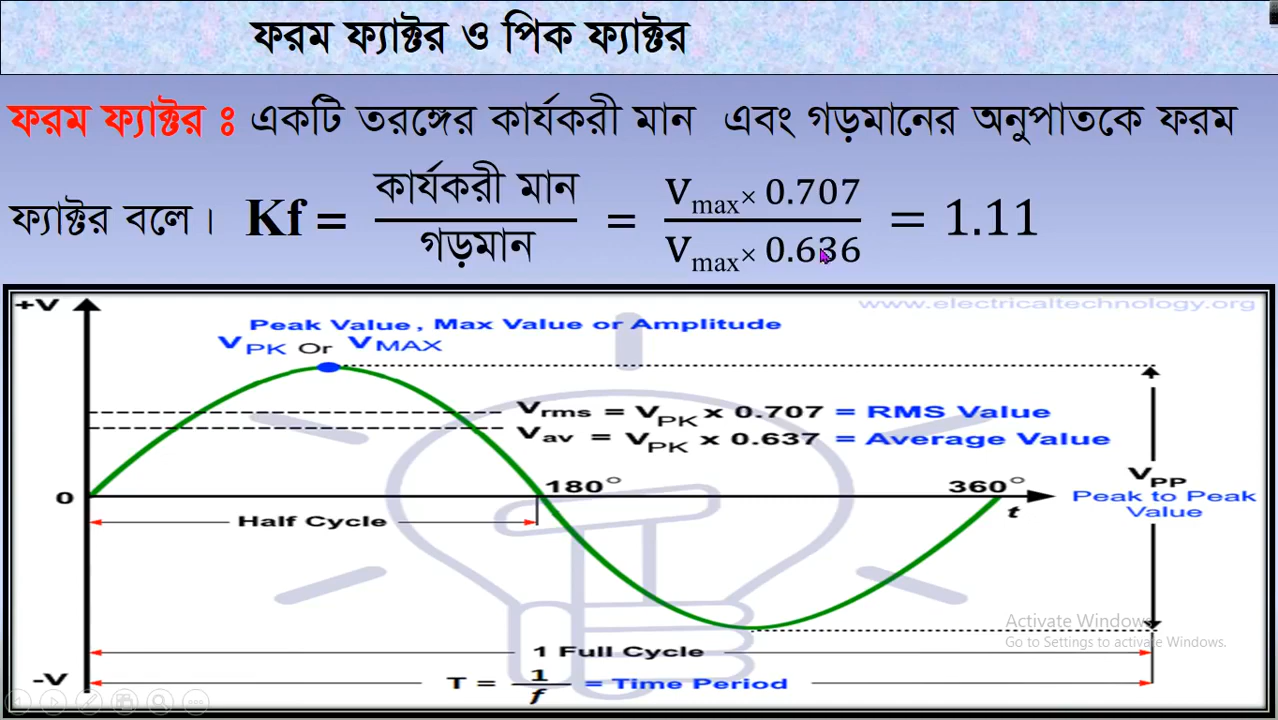 ফরম ফ্যাক্টর ও পিক ফ্যাক্টর
ফরম ফ্যাক্টর ঃ একটি তরঙ্গের কার্যকরী মান এবং গড়মানের অনুপাতকে ফরম
ফ্যাক্টর বলে। Kf = কার্যকরী মান / গড়মান = Vmax× 0.707 / Vmax× 0.636 = 1.11
+V
www.electricaltechnology.org
Peak Value, Max Value or Amplitude
VPK Or VMAX
Vrms = VPK x 0.707 = RMS Value
Vav = VPK x 0.637 = Average Value
0
180°
360°
t
VPP
Peak to Peak
Value
Half Cycle
Activate Windows
Go to Settings to activate Windows.
1 Full Cycle
-V
T = 1 / f = Time Period